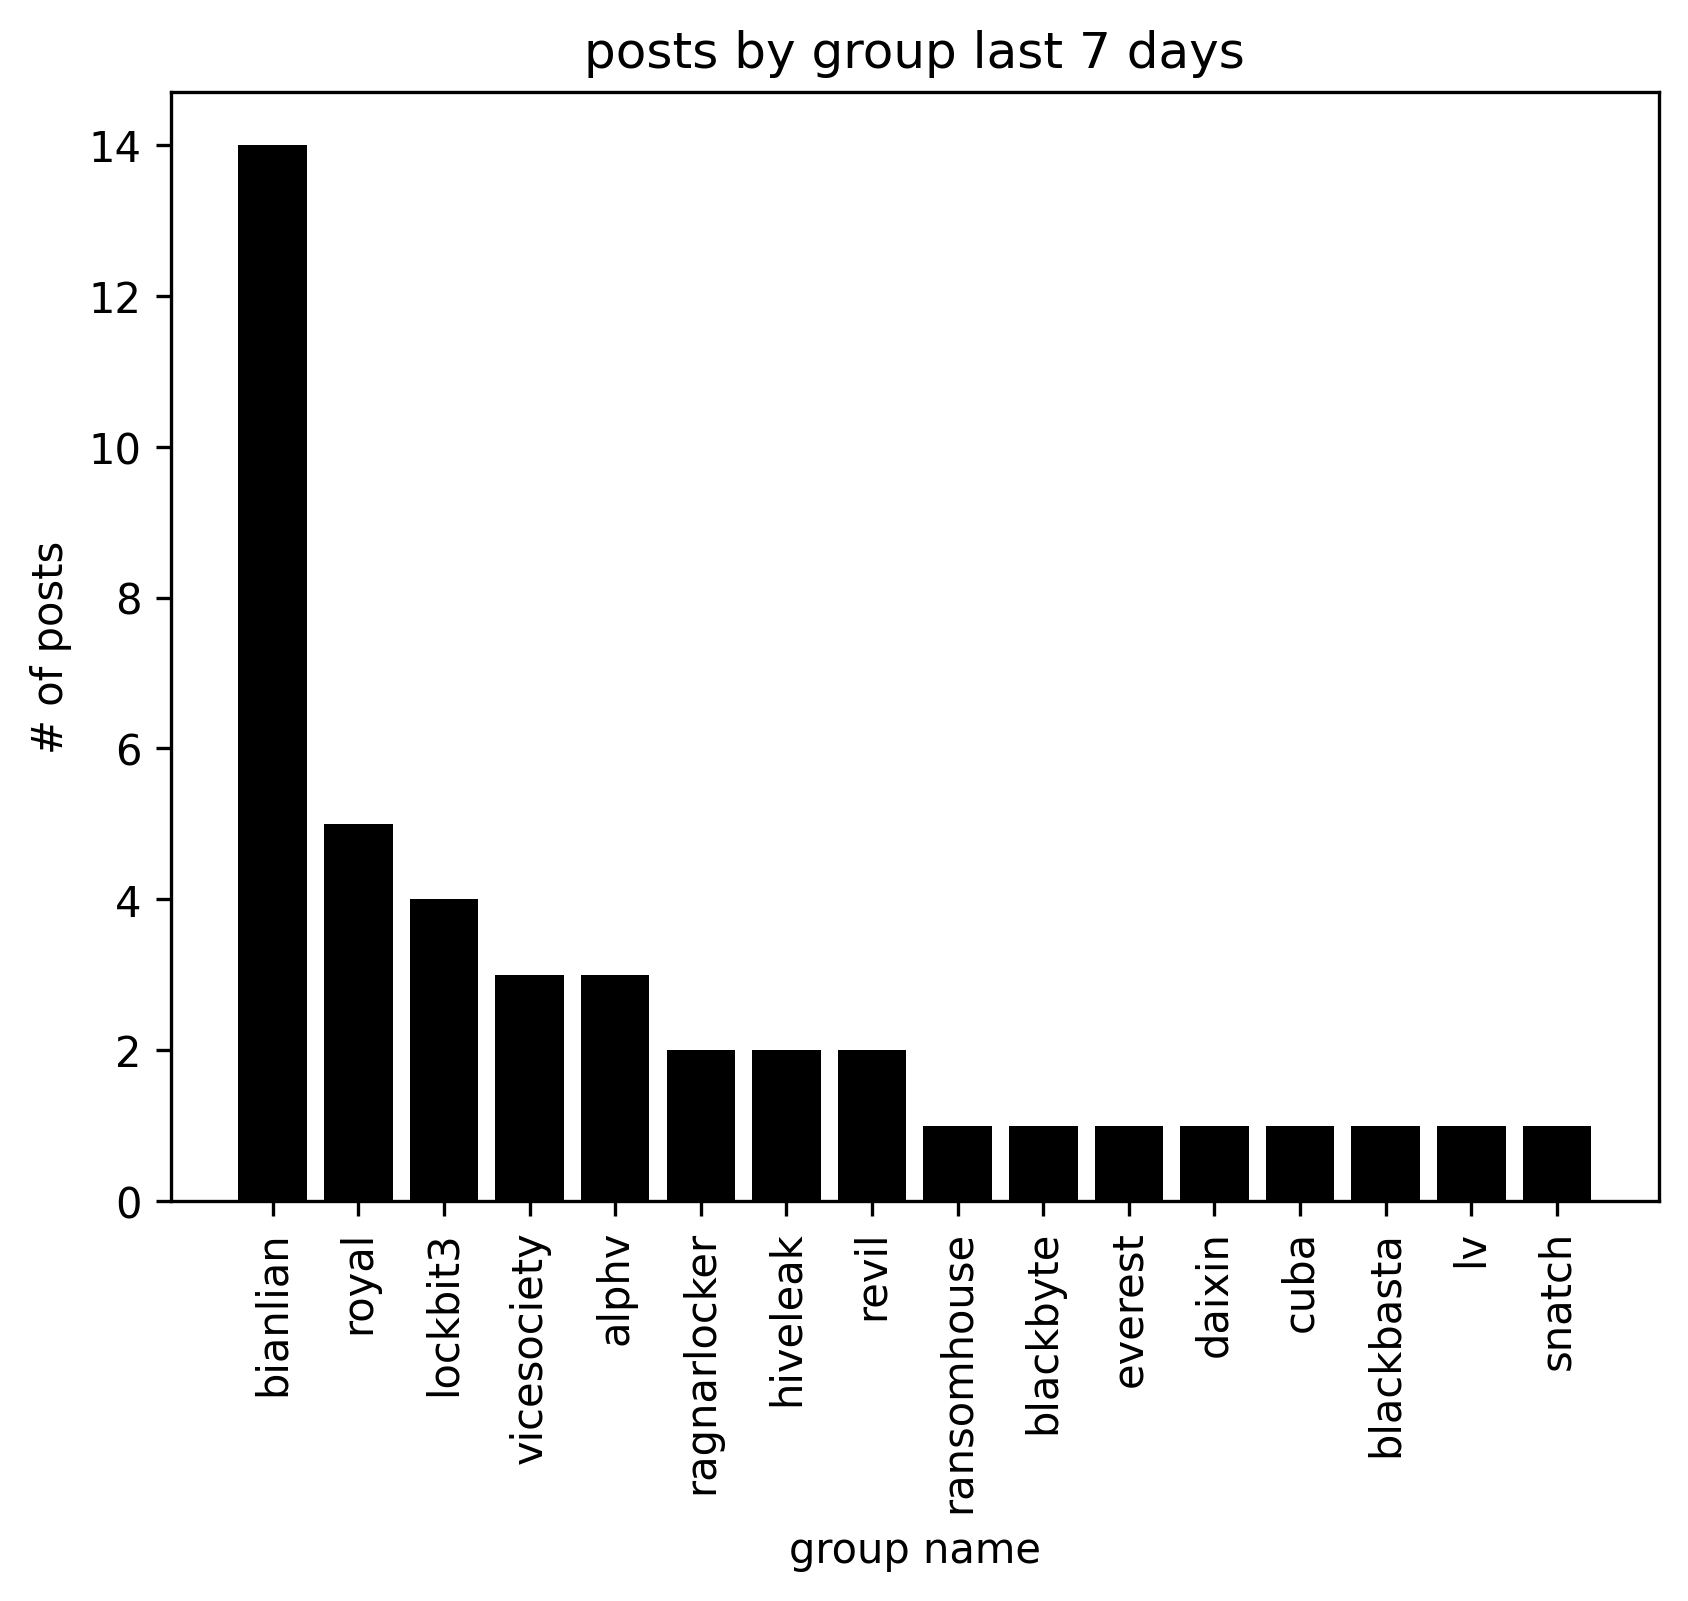 posts by group last 7 days
14
12
10
8
6
4
2
0
# of posts
bianlian
royal
lockbit3
vicesociety
alphv
ragnarlocker
hiveleak
revil
ransomhouse
blackbyte
everest
daixin
cuba
blackbasta
lv
snatch
group name